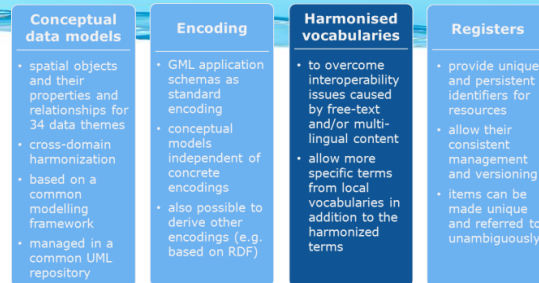 Conceptual
data models
• spatial objects
and their
properties and
relationships for
34 data themes
• cross-domain
harmonization
• based on a
common
modelling
framework
• managed in a
common UML
repository
Encoding
• GML application
schemas as
standard
encoding
• conceptual
models
independent of
concrete
encodings
• also possible to
derive other
encodings (e.g.
based on RDF)
Harmonised
vocabularies
• to overcome
interoperability
issues caused
by free-text
and/or multi-
lingual content
• allow more
specific terms
from local
vocabularies in
addition to the
harmonized
terms
Registers
• provide unique
and persistent
identifiers for
resources
• allow their
consistent
management
and versioning
• items can be
made unique
and referred to
unambiguously